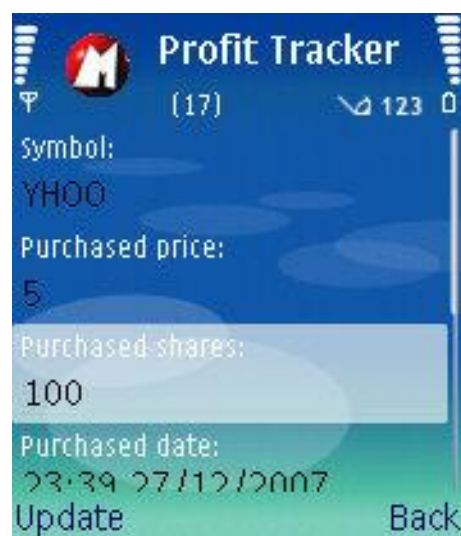 Profit Tracker
(17)
123
Symbol:
YHOO
Purchased price:
5
Purchased shares:
100
Purchased date:
23:39 27/12/2007
Update
Back